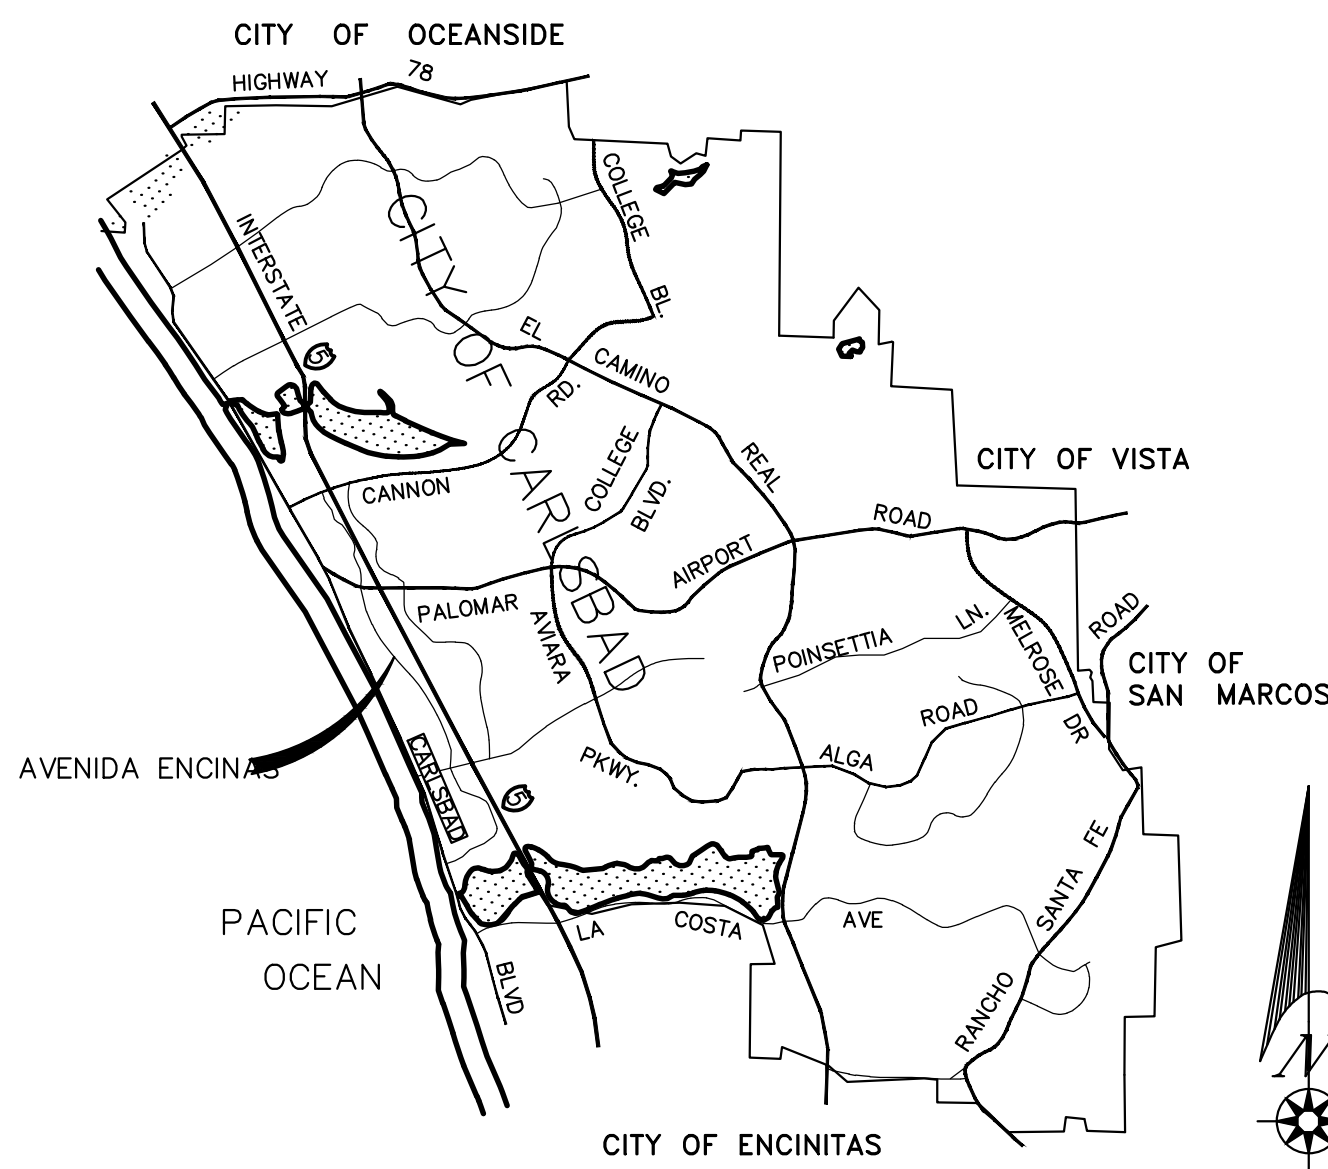 CITY OF OCEANSIDE
HIGHWAY 78
COLLEGE BL.
INTERSTATE 5
CITY OF CARLSBAD
EL CAMINO REAL
RD.
CANNON
COLLEGE BLVD.
CITY OF VISTA
ROAD
AIRPORT
PALOMAR
AVIARA
PKWY.
POINSETTIA LN.
MELROSE DR
ROAD
CITY OF
SAN MARCOS
ROAD
ALGA
AVENIDA ENCINAS
CARLSBAD
5
SANTA FE
RANCHO
PACIFIC
OCEAN
LA COSTA AVE
BLVD
N
CITY OF ENCINITAS